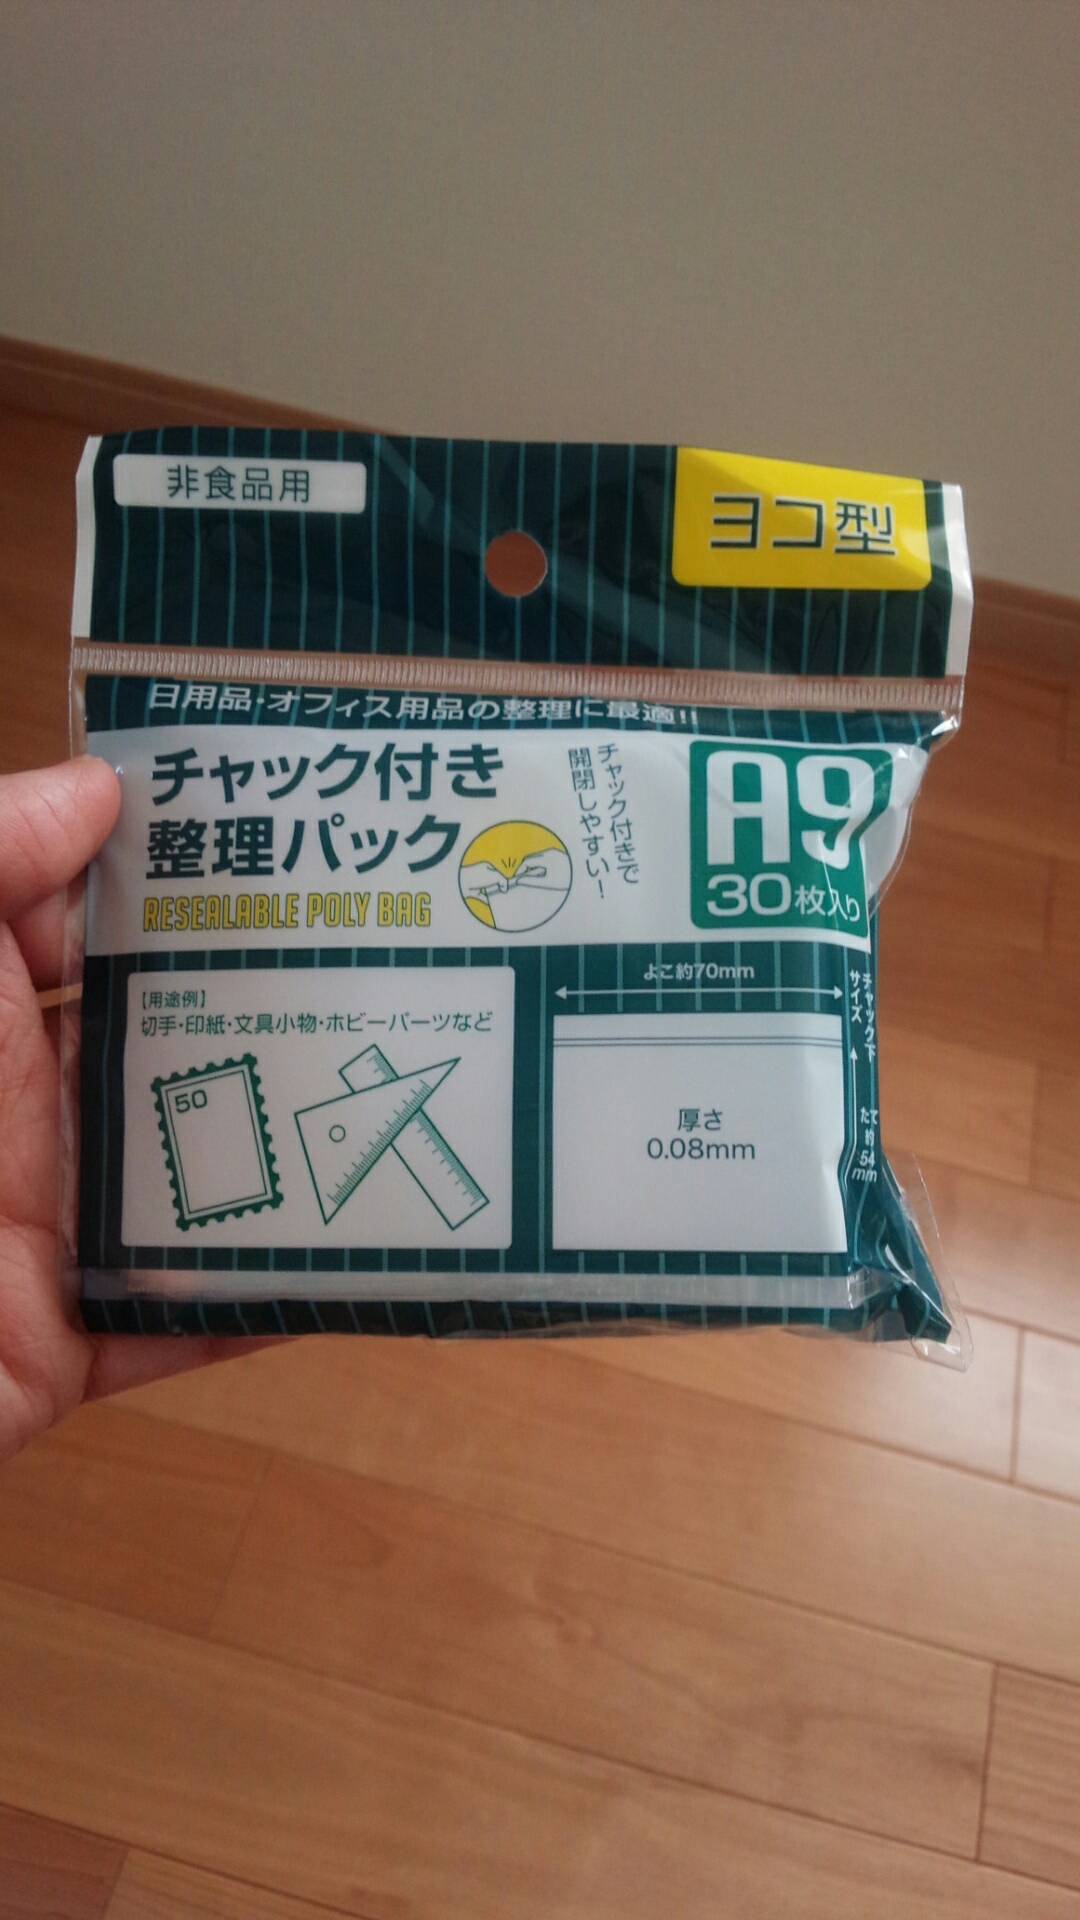 非食品用
ヨコ型
日用品・オフィス用品の整理に最適!!
チャック付き
整理パック
RESEALABLE POLY BAG
チャック付きで
開閉しやすい!
A9
30枚入り
【用途例】
切手・印紙・文具小物・ホビーパーツなど
50
よこ約70mm
厚さ
0.08mm
チャック下
サイズ
たて
約
54
mm